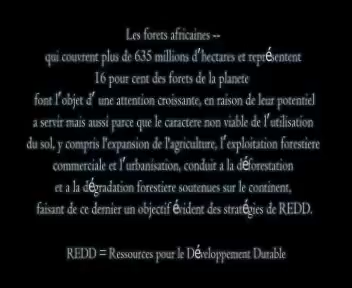 Les forets africaines --
qui couvrent plus de 635 millions d'hectares et représentent
16 pour cent des forets de la planete
font l'objet d' une attention croissante, en raison de leur potentiel
a servir mais aussi parce que le caractere non viable de l'utilisation
du sol, y compris l'expansion de l'agriculture, l'exploitation forestiere
commerciale et l'urbanisation, conduir a la déforestation
et a la dégradation forestiere soutenues sur le continent,
faisant de ce dernier un objectif évident des stratégies de REDD.
REDD = Ressources pour le Développement Durable